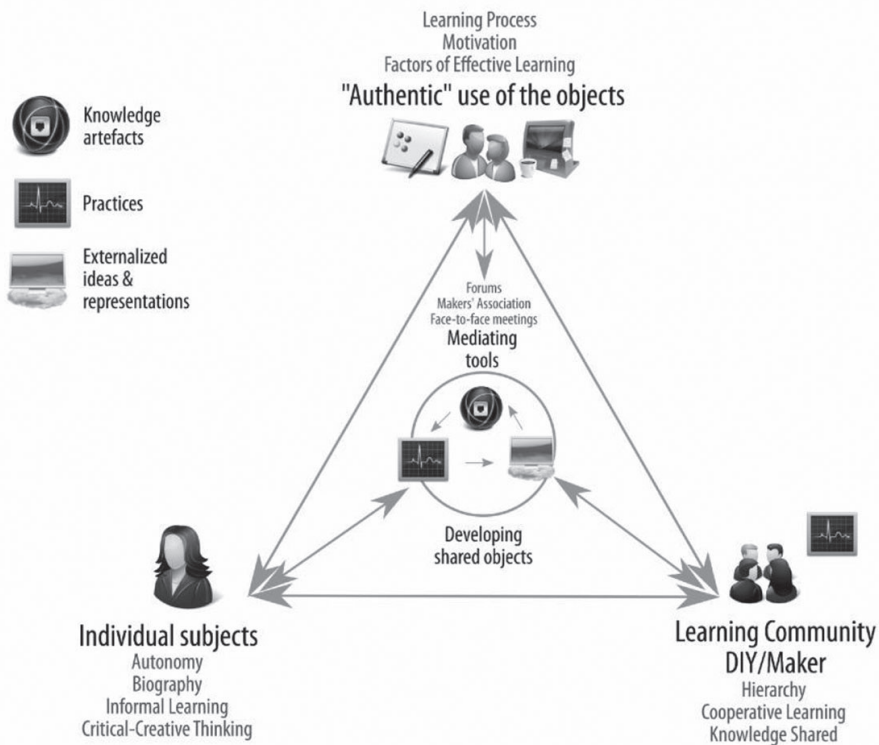 Learning Process
Motivation
Factors of Effective Learning
"Authentic" use of the objects
Knowledge
artefacts
Practices
Externalized
ideas &
representations
Forums
Makers' Association
Face-to-face meetings
Mediating
tools
Developing
shared objects
Individual subjects
Autonomy
Biography
Informal Learning
Critical-Creative Thinking
Learning Community
DIY/Maker
Hierarchy
Cooperative Learning
Knowledge Shared